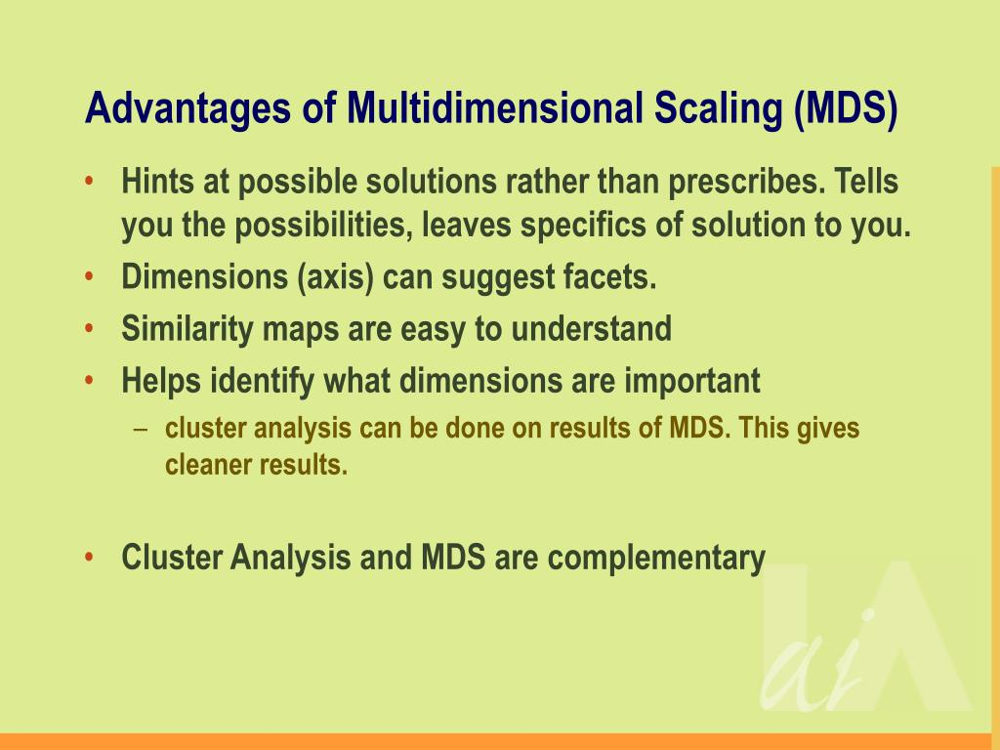 Advantages of Multidimensional Scaling (MDS)
• Hints at possible solutions rather than prescribes. Tells
you the possibilities, leaves specifics of solution to you.
• Dimensions (axis) can suggest facets.
• Similarity maps are easy to understand
• Helps identify what dimensions are important
– cluster analysis can be done on results of MDS. This gives
cleaner results.
• Cluster Analysis and MDS are complementary